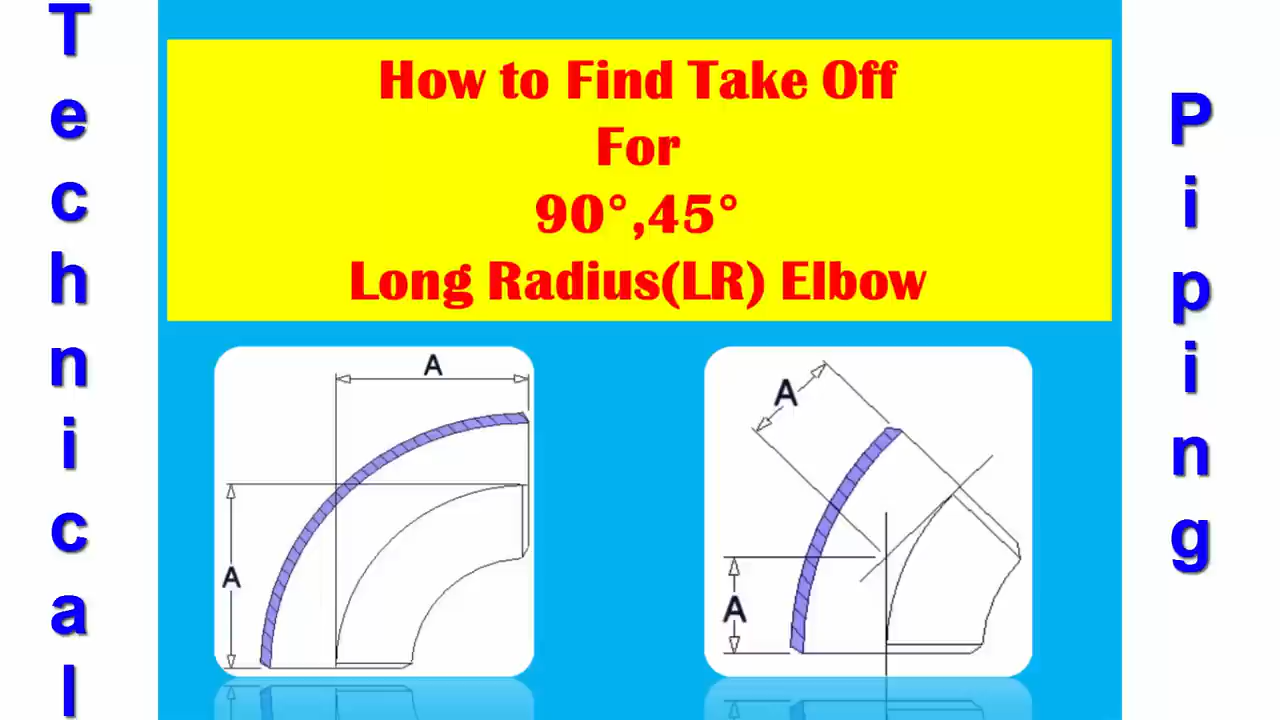 Technical
How to Find Take Off
For
90°,45°
Long Radius(LR) Elbow
Piping
A
A
A
A